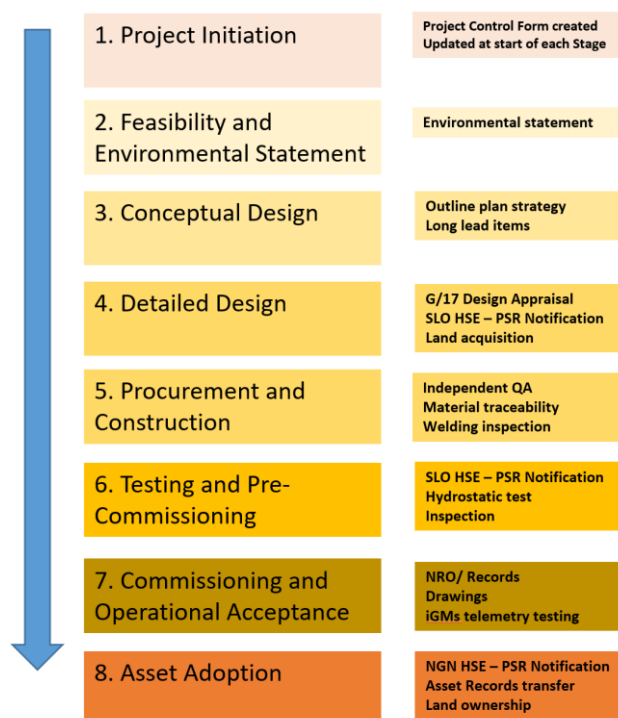 1. Project Initiation
Project Control Form created
Updated at start of each Stage
2. Feasibility and
Environmental Statement
Environmental statement
3. Conceptual Design
Outline plan strategy
Long lead items
4. Detailed Design
G/17 Design Appraisal
SLO HSE – PSR Notification
Land acquisition
5. Procurement and
Construction
Independent QA
Material traceability
Welding inspection
6. Testing and Pre-
Commissioning
SLO HSE – PSR Notification
Hydrostatic test
Inspection
7. Commissioning and
Operational Acceptance
NRO/ Records
Drawings
iGMs telemetry testing
8. Asset Adoption
NGN HSE – PSR Notification
Asset Records transfer
Land ownership